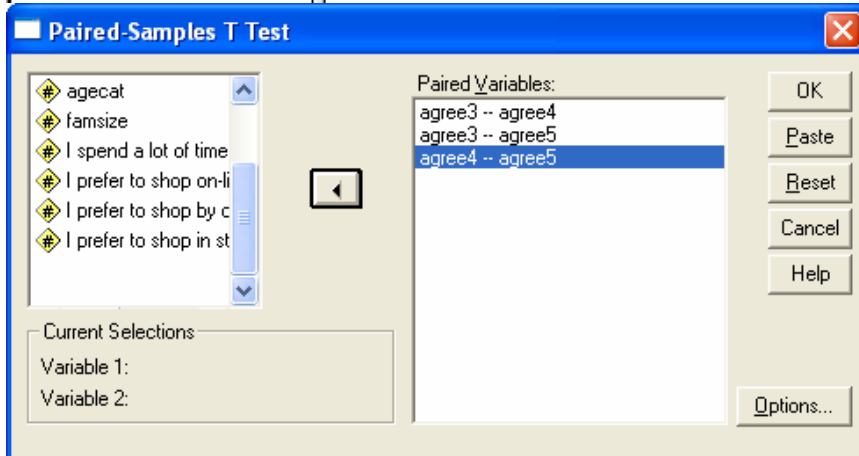 Paired-Samples T Test
agecat
famsize
I spend a lot of time
I prefer to shop on-li
I prefer to shop by c
I prefer to shop in st
Current Selections
Variable 1:
Variable 2:
Paired Variables:
agree3 -- agree4
agree3 -- agree5
agree4 -- agree5
OK
Paste
Reset
Cancel
Help
Options...